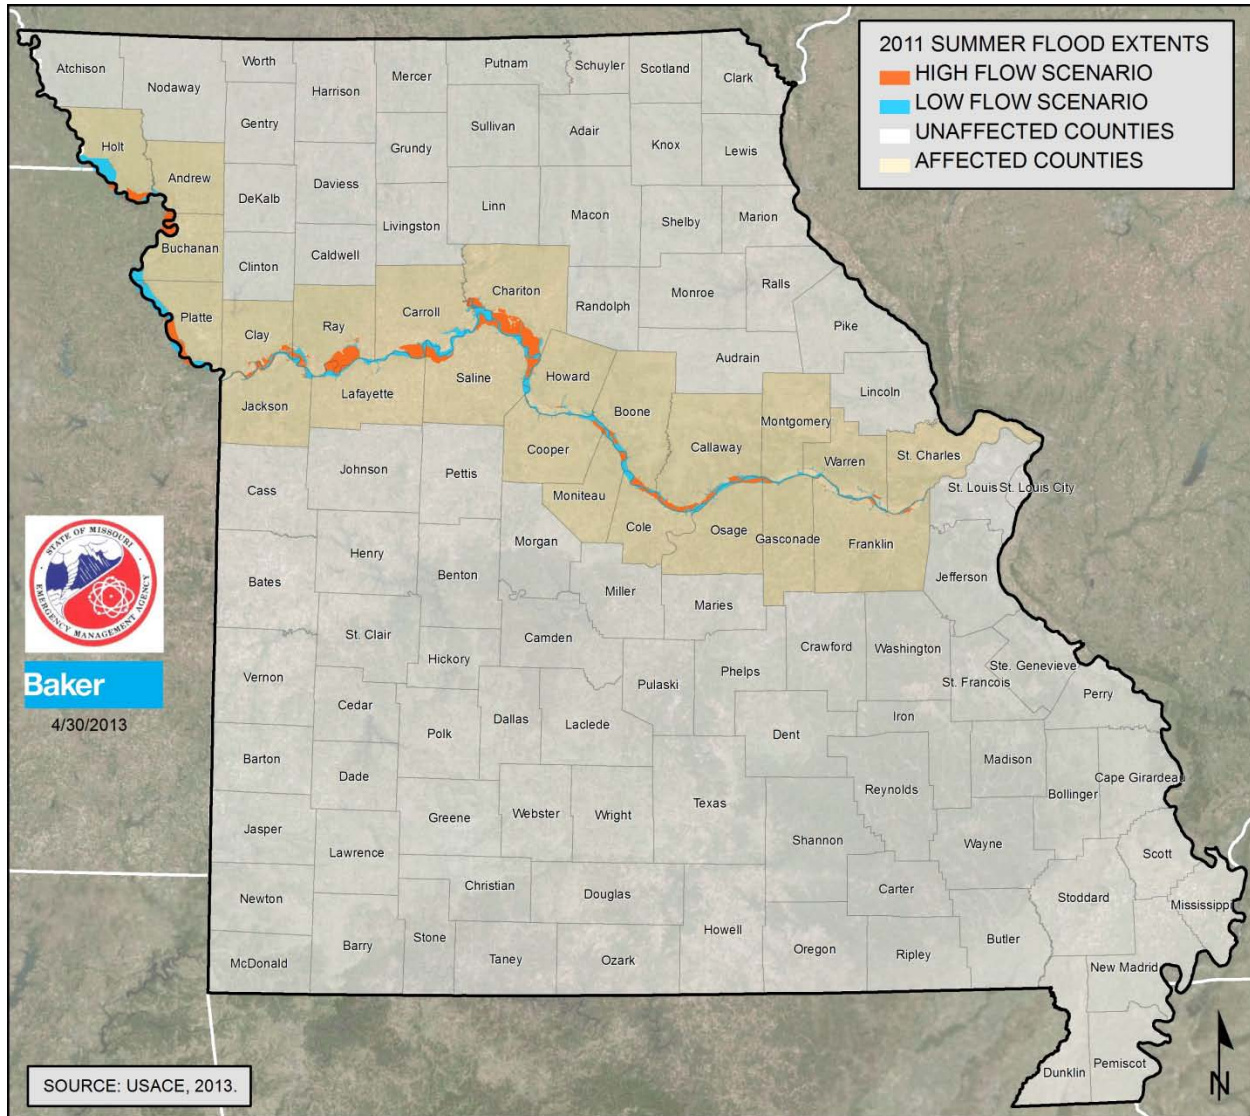 2011 SUMMER FLOOD EXTENTS
HIGH FLOW SCENARIO
LOW FLOW SCENARIO
UNAFFECTED COUNTIES
AFFECTED COUNTIES
Atchison
Nodaway
Worth
Harrison
Mercer
Putnam
Schuyler
Scotland
Clark
Gentry
Sullivan
Adair
Knox
Lewis
Holt
Andrew
DeKalb
Daviess
Grundy
Linn
Macon
Shelby
Marion
Livingston
Buchanan
Clinton
Caldwell
Chariton
Randolph
Monroe
Ralls
Pike
Platte
Clay
Ray
Carroll
Audrain
Lincoln
Jackson
Lafayette
Saline
Howard
Boone
Callaway
Montgomery
Warren
St. Charles
St. Louis
St. Louis City
Cass
Johnson
Pettis
Cooper
Moniteau
Cole
Osage
Gasconade
Franklin
Jefferson
Bates
Henry
Benton
Morgan
Miller
Maries
St. Clair
Hickory
Camden
Pulaski
Phelps
Crawford
Washington
St. Francois
Ste. Genevieve
Perry
Vernon
Cedar
Polk
Dallas
Laclede
Dent
Iron
Madison
Bollinger
Cape Girardeau
Barton
Dade
Greene
Webster
Wright
Texas
Shannon
Reynolds
Wayne
Scott
Mississippi
Jasper
Lawrence
Christian
Douglas
Carter
Stoddard
Newton
McDonald
Barry
Stone
Taney
Ozark
Howell
Oregon
Ripley
Butler
New Madrid
Dunklin
Pemiscot
STATE OF MISSOURI
EMERGENCY MANAGEMENT AGENCY
Baker
4/30/2013
SOURCE: USACE, 2013.
N